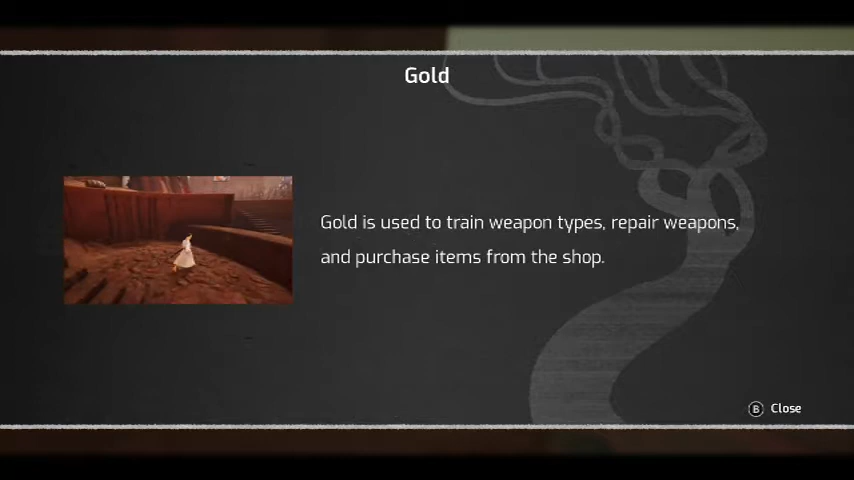 Gold
Gold is used to train weapon types, repair weapons,
and purchase items from the shop.
B Close